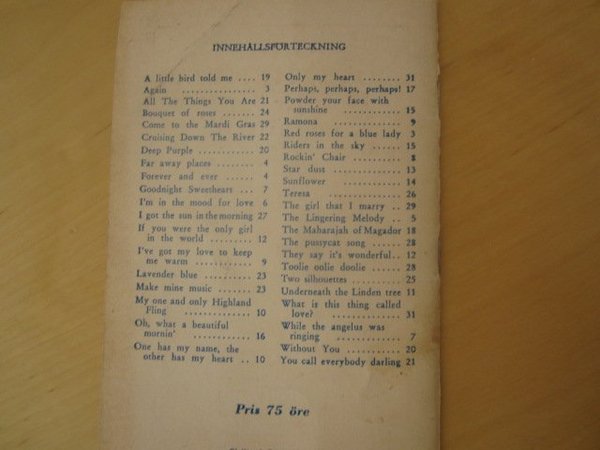 INNEHÅLLSFÖRTECKNING
A little bird told me .... 19
Again ................ 3
All The Things You Are 21
Bouquet of roses ....... 24
Come to the Mardi Gras 29
Cruising Down The River 22
Deep Purple ............ 20
Far away places ........ 4
Forever and ever ...... 4
Goodnight Sweethears ... 7
I'm in the mood for love 6
I got the sun in the morning 27
If you were the only girl
in the world .......... 12
I've got my love to keep
me warm ............. 9
Lavender blue .......... 23
Make mine music ....... 23
My one and only Highland
Fling ................. 10
Oh, what a beautiful
mornin' .............. 16
One has my name, the
other has my heart .. 10
Only my heart ........ 31
Perhaps, perhaps, perhaps! 17
Powder your face with
sunshine ............. 15
Ramona .............. 9
Red roses for a blue lady 3
Riders in the sky ...... 15
Rockin' Chair ......... 8
Star dust .............. 13
Sunflower ............. 14
Teresa ................ 26
The girl that I marry .. 29
The Lingering Melody .. 5
The Maharajah of Magador 18
The pussycat song ...... 28
They say it's wonderful.. 12
Toolie oolie doolie ..... 28
Two silhouettes ........ 25
Underneath the Linden tree 11
What is this thing called
love? ................ 31
While the angelus was
ringing .............. 7
Without You .......... 20
You call everybody darling 21
Pris 75 öre